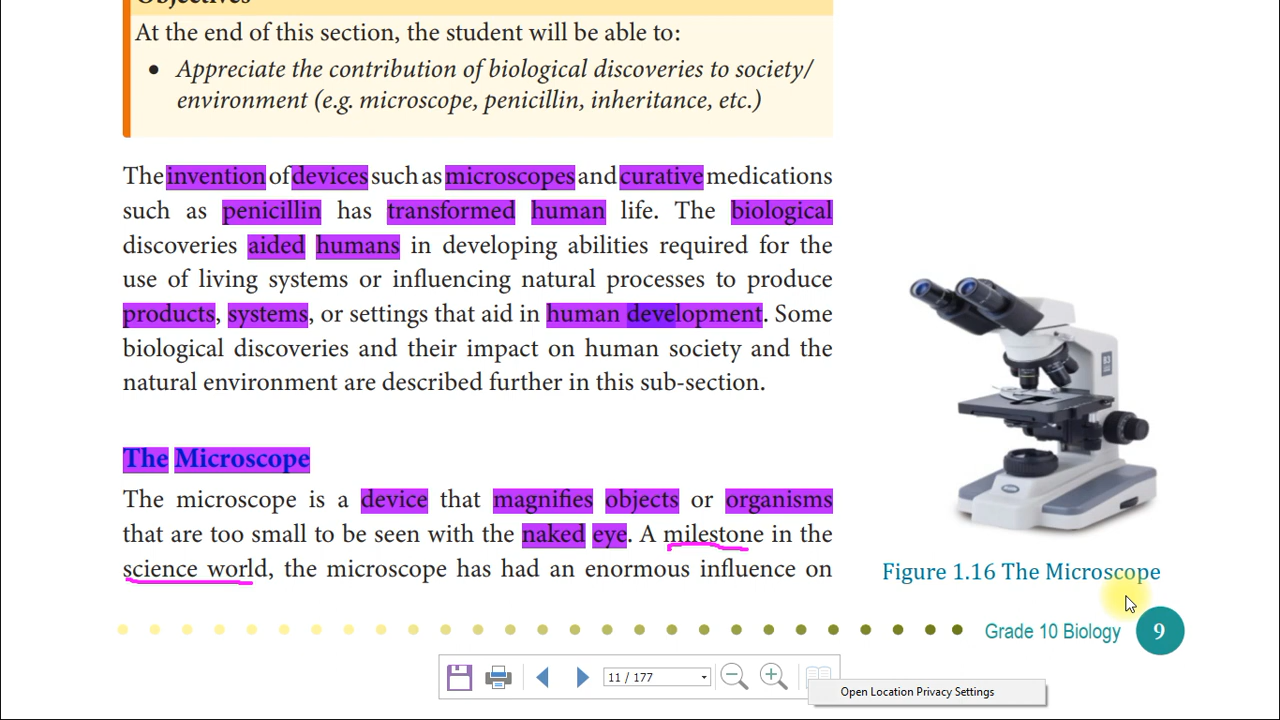 Objectives
At the end of this section, the student will be able to:
• Appreciate the contribution of biological discoveries to society/
environment (e.g. microscope, penicillin, inheritance, etc.)
The invention of devices such as microscopes and curative medications
such as penicillin has transformed human life. The biological
discoveries aided humans in developing abilities required for the
use of living systems or influencing natural processes to produce
products, systems, or settings that aid in human development. Some
biological discoveries and their impact on human society and the
natural environment are described further in this sub-section.
The Microscope
The microscope is a device that magnifies objects or organisms
that are too small to be seen with the naked eye. A milestone in the
science world, the microscope has had an enormous influence on
Figure 1.16 The Microscope
Grade 10 Biology 9
11 / 177
Open Location Privacy Settings